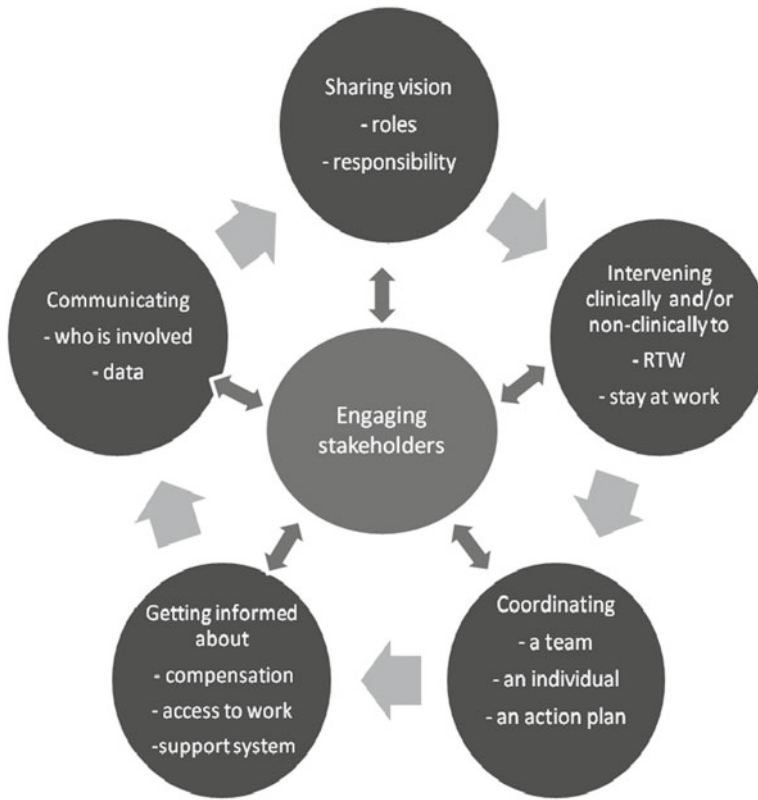 Sharing vision
- roles
- responsibility
Intervening
clinically and/or
non-clinically to
- RTW
- stay at work
Coordinating
- a team
- an individual
- an action plan
Getting informed
about
- compensation
- access to work
-support system
Communicating
- who is involved
- data
Engaging
stakeholders